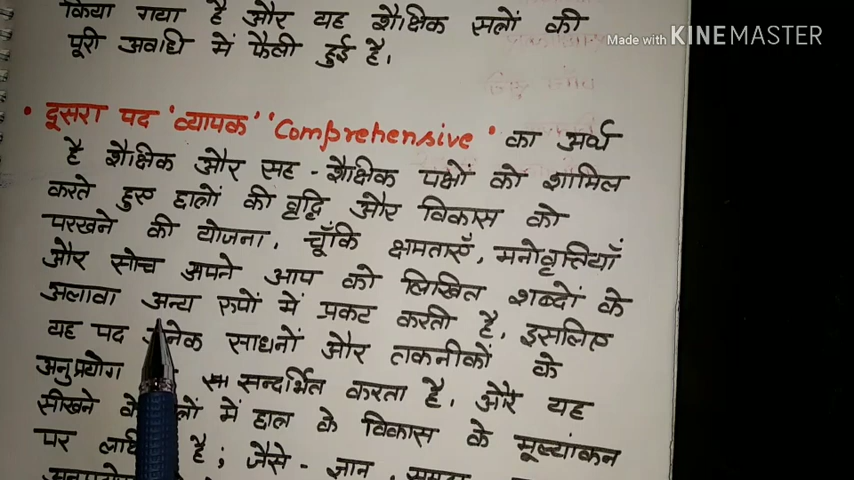 किया गया है और यह शैक्षिक सत्रों की
Made with KINEMASTER
पूरी अवधि में फैली हुई है।
• दूसरा पद "व्यापक" "Comprehensive" का अर्थ
है शैक्षिक और सह-शैक्षिक पक्षों को शामिल
करते हुए छात्रों की वृद्धि और विकास को
परखने की योजना. चूँकि क्षमताएँ, मनोवृत्तियाँ
और सोच अपने आप को लिखित शब्दों के
अलावा अन्य रूपों में प्रकट करती है. इसलिए
यह पद अनेक साधनों और तकनीकों के
अनुप्रयोग सन्दर्भित करता है. और यह
सीखने के में छात्र के विकास के मूल्यांकन
पर है; जैसे - ज्ञान, समझ